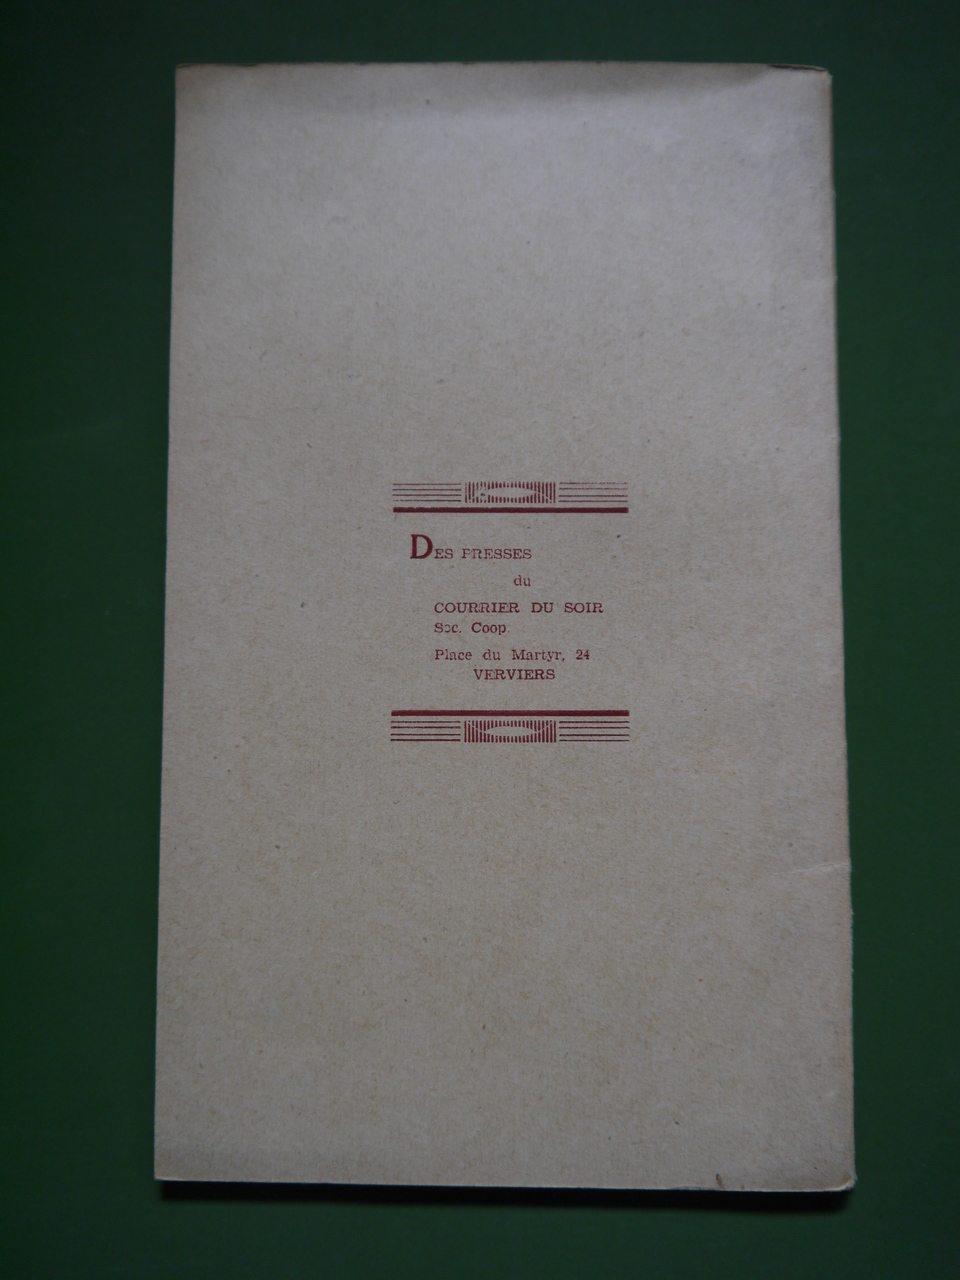 DES PRESSES
du
COURRIER DU SOIR
Soc. Coop.
Place du Martyr, 24
VERVIERS